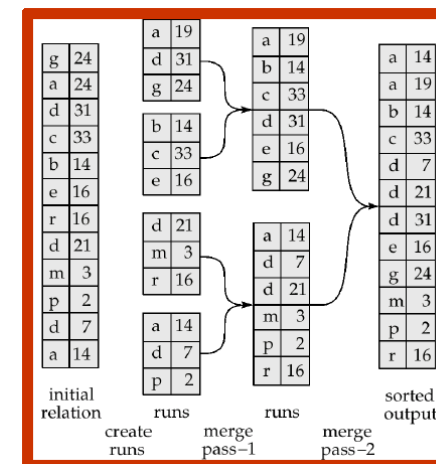 g 24
a 24
d 31
c 33
b 14
e 16
r 16
d 21
m 3
p 2
d 7
a 14
initial
relation
a 19
d 31
g 24
b 14
c 33
e 16
d 21
m 3
r 16
a 14
d 7
p 2
runs
a 19
b 14
c 33
d 31
e 16
g 24
a 14
d 7
d 21
m 3
p 2
r 16
runs
a 14
a 19
b 14
c 33
d 7
d 21
d 31
e 16
g 24
m 3
p 2
r 16
sorted
output
create
runs
merge
pass–1
merge
pass–2